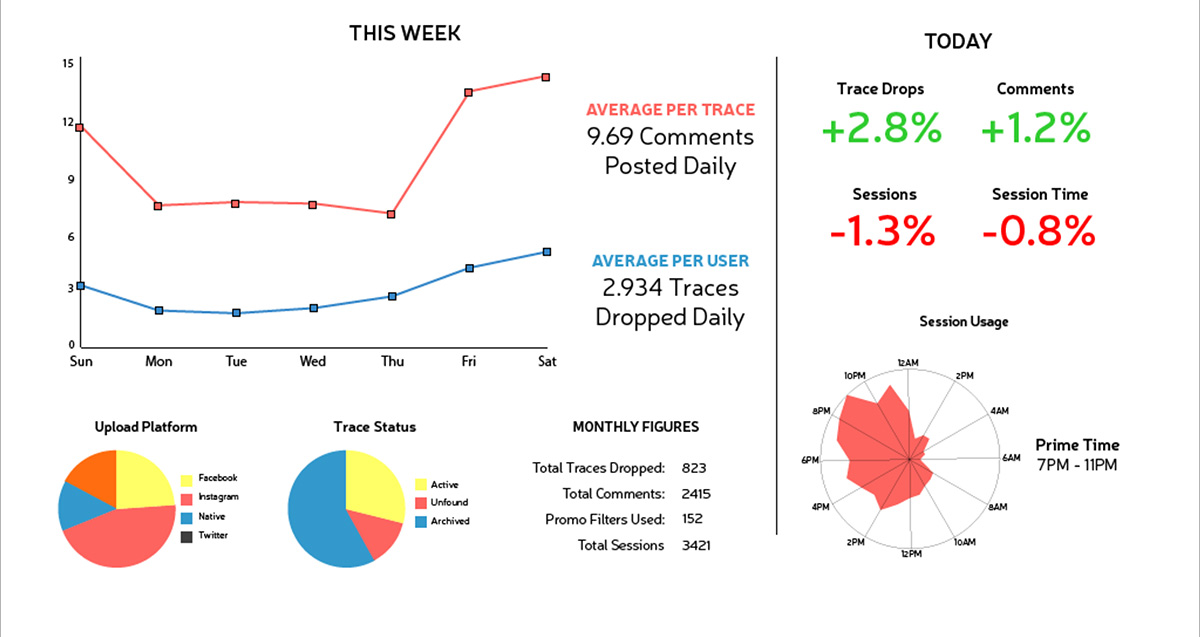 THIS WEEK
15
12
9
6
3
0
Sun Mon Tue Wed Thu Fri Sat
AVERAGE PER TRACE
9.69 Comments
Posted Daily
AVERAGE PER USER
2.934 Traces
Dropped Daily
Upload Platform
Facebook
Instagram
Native
Twitter
Trace Status
Active
Unfound
Archived
MONTHLY FIGURES
Total Traces Dropped: 823
Total Comments: 2415
Promo Filters Used: 152
Total Sessions 3421
TODAY
Trace Drops Comments
+2.8% +1.2%
Sessions Session Time
-1.3% -0.8%
Session Usage
12AM
10PM 2PM
8PM 4AM
6PM 6AM
4PM 8AM
2PM 10AM
12PM
Prime Time
7PM - 11PM